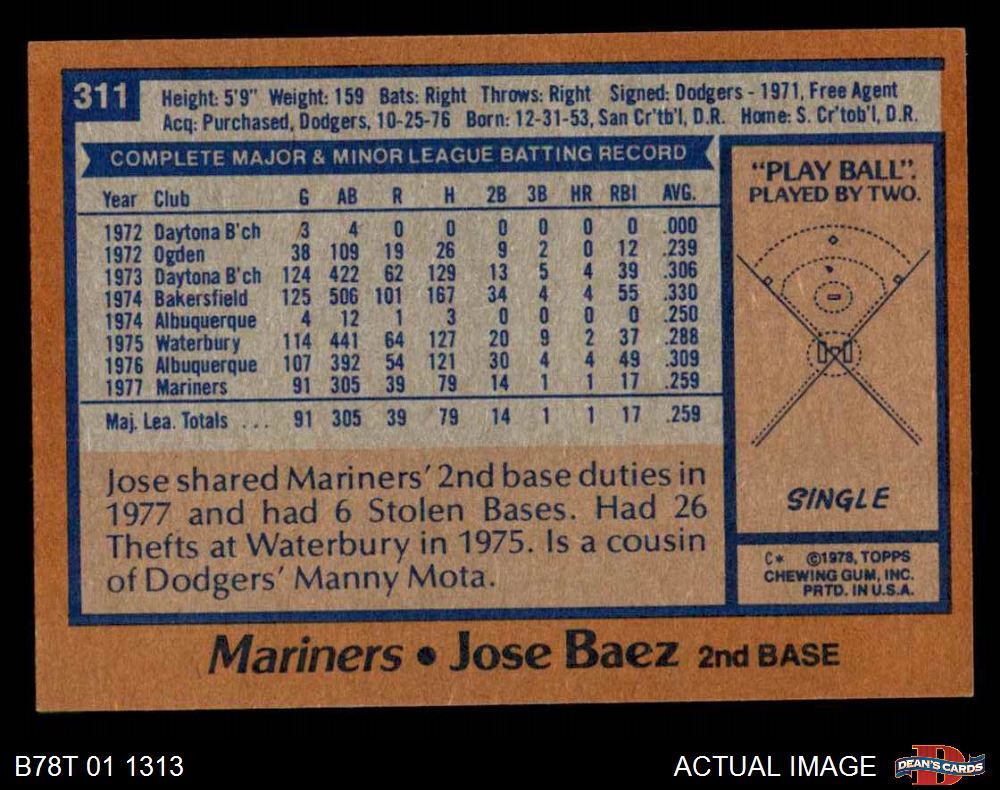 311
Height: 5'9" Weight: 159 Bats: Right Throws: Right Signed: Dodgers - 1971, Free Agent
Acq: Purchased, Dodgers, 10-25-76 Born: 12-31-53, San Cr'tb'l, D.R. Home: S. Cr'tob'l, D.R.
COMPLETE MAJOR & MINOR LEAGUE BATTING RECORD
Year Club G AB R H 2B 3B HR RBI AVG.
1972 Daytona B'ch 3 4 0 0 0 0 0 0 .000
1972 Ogden 38 109 19 26 9 2 0 12 .239
1973 Daytona B'ch 124 422 62 129 13 5 4 39 .306
1974 Bakersfield 125 506 101 167 34 4 4 55 .330
1974 Albuquerque 4 12 1 3 0 0 0 0 .250
1975 Waterbury 114 441 64 127 20 9 2 37 .288
1976 Albuquerque 107 392 54 121 30 4 4 49 .309
1977 Mariners 91 305 39 79 14 1 1 17 .259
Maj. Lea. Totals ... 91 305 39 79 14 1 1 17 .259
Jose shared Mariners' 2nd base duties in
1977 and had 6 Stolen Bases. Had 26
Thefts at Waterbury in 1975. Is a cousin
of Dodgers' Manny Mota.
"PLAY BALL".
PLAYED BY TWO.
SINGLE
C* ©1978, TOPPS
CHEWING GUM, INC.
PRTD. IN U.S.A.
Mariners • Jose Baez 2nd BASE
B78T 01 1313
ACTUAL IMAGE
D
DEAN'S CARDS